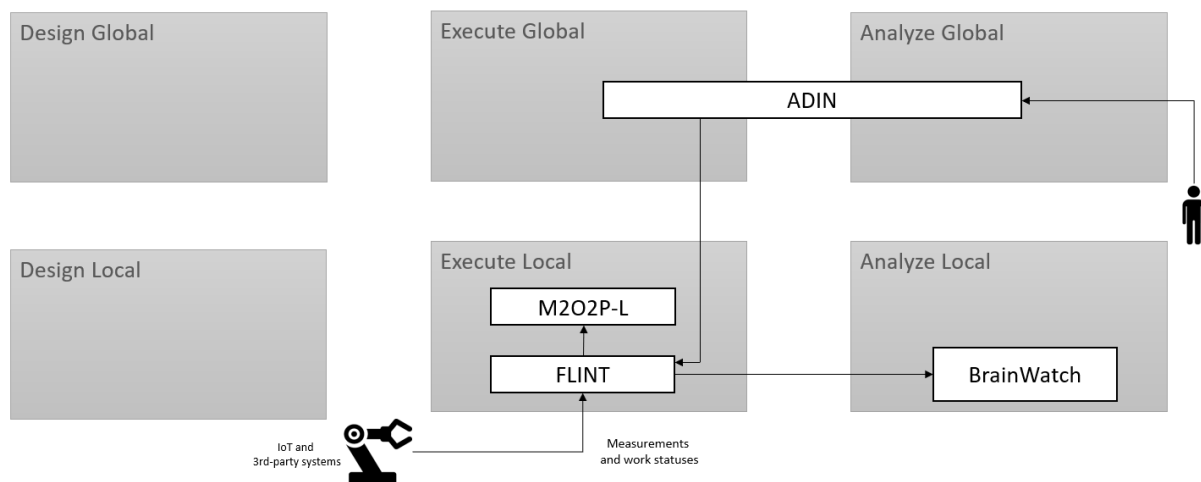 Design Global
Execute Global
Analyze Global
ADIN
Design Local
Execute Local
Analyze Local
M2O2P-L
FLINT
BrainWatch
IoT and
3rd-party systems
Measurements
and work statuses